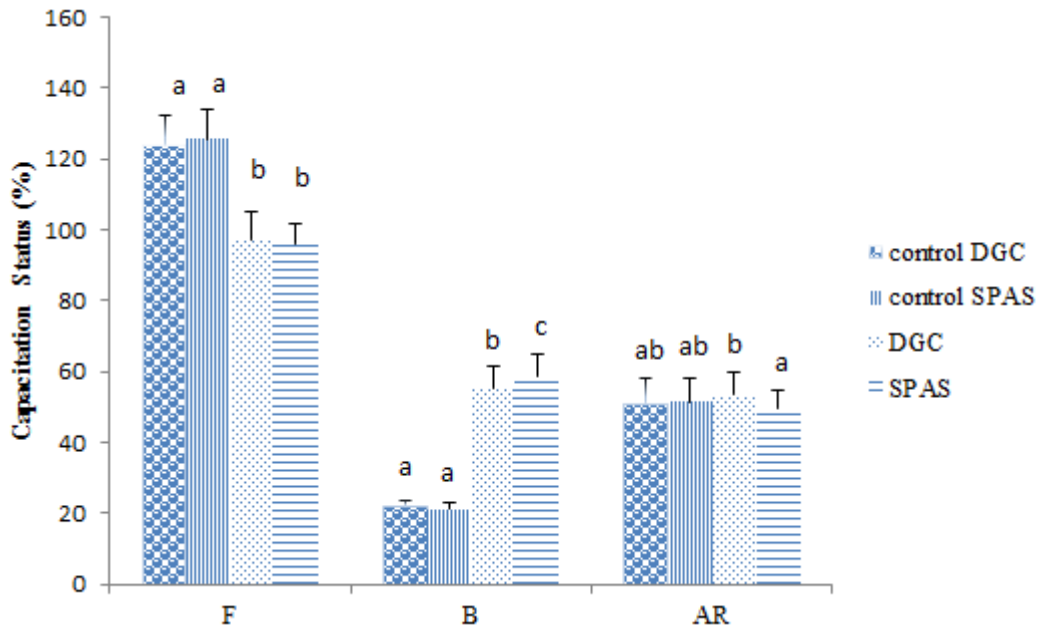 Capacitation Status (%)
160
140
120
100
80
60
40
20
0
a a b b
a a b c
ab ab b a
F B AR
control DGC
control SPAS
DGC
SPAS